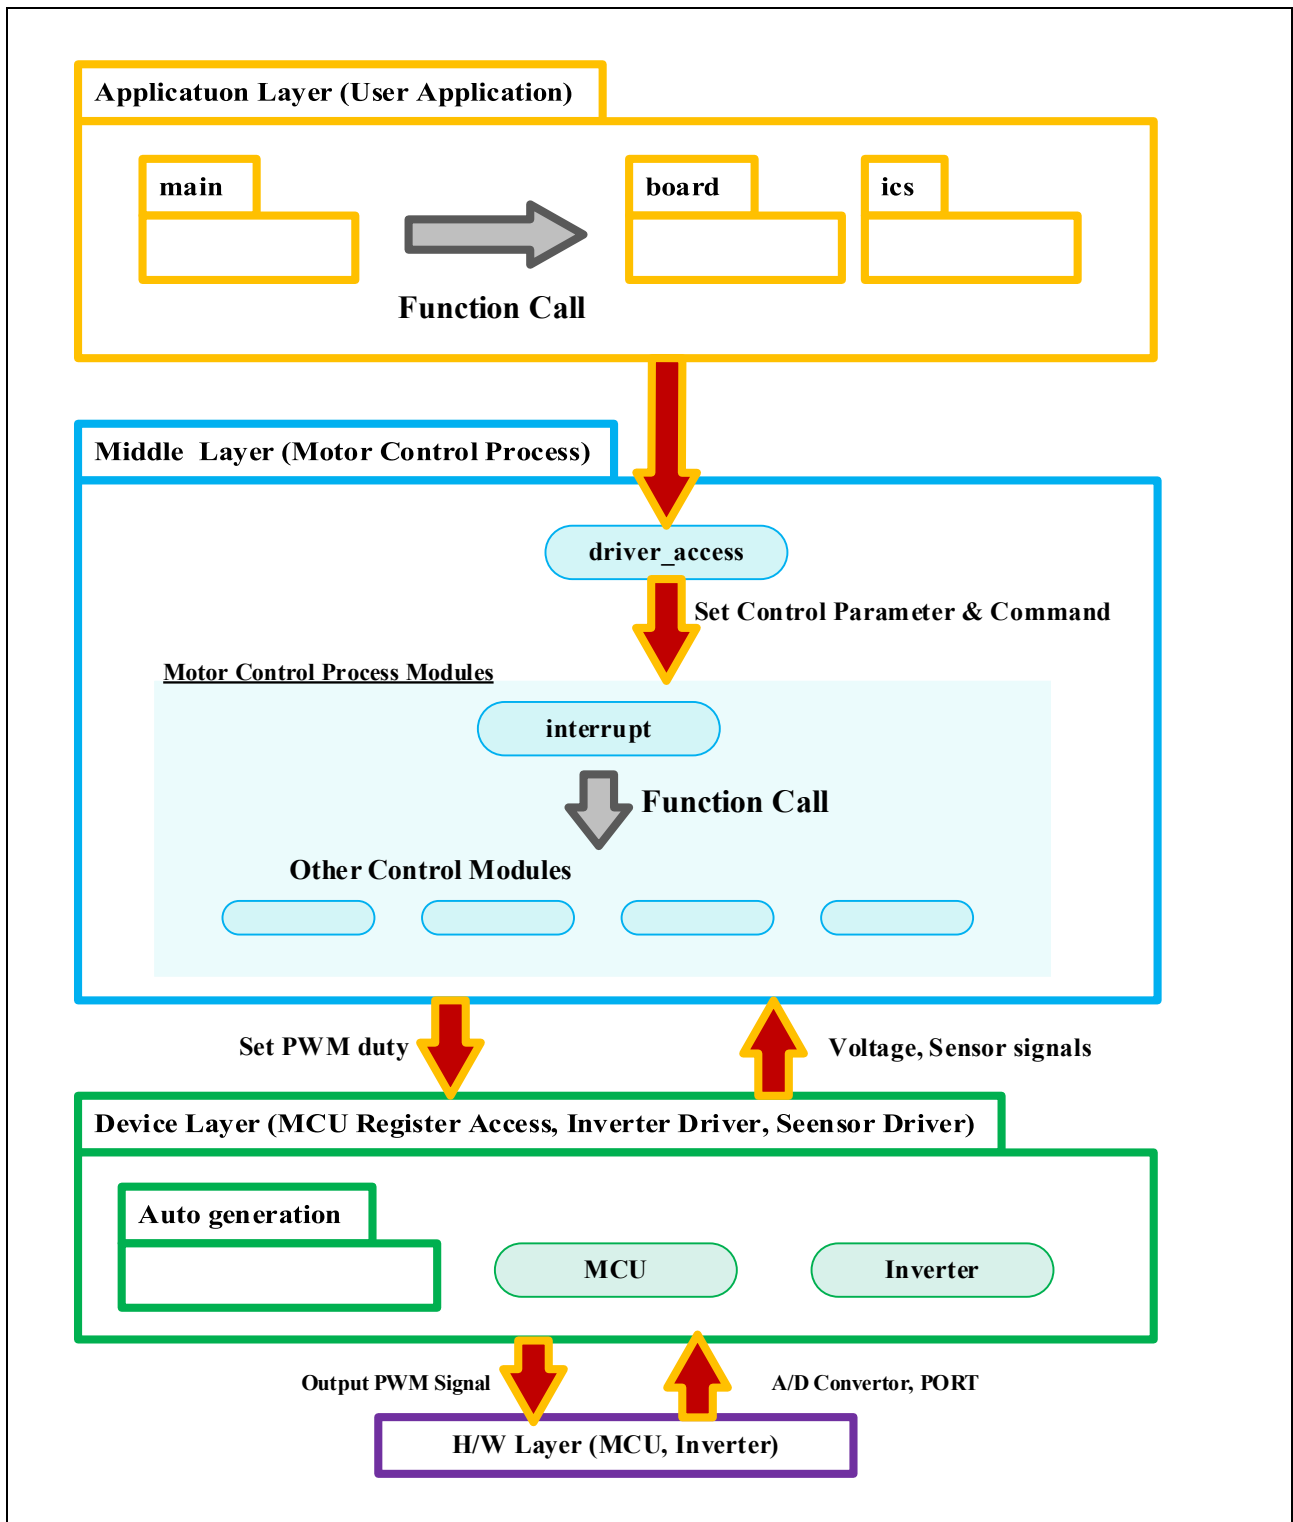 Applicatuon Layer (User Application)
main
board
ics
Function Call
Middle  Layer (Motor Control Process)
driver_access
Set Control Parameter & Command
Motor Control Process Modules
interrupt
Function Call
Other Control Modules
Set PWM duty
Voltage, Sensor signals
Device Layer (MCU Register Access, Inverter Driver, Seensor Driver)
Auto generation
MCU
Inverter
Output PWM Signal
A/D Convertor, PORT
H/W Layer (MCU, Inverter)